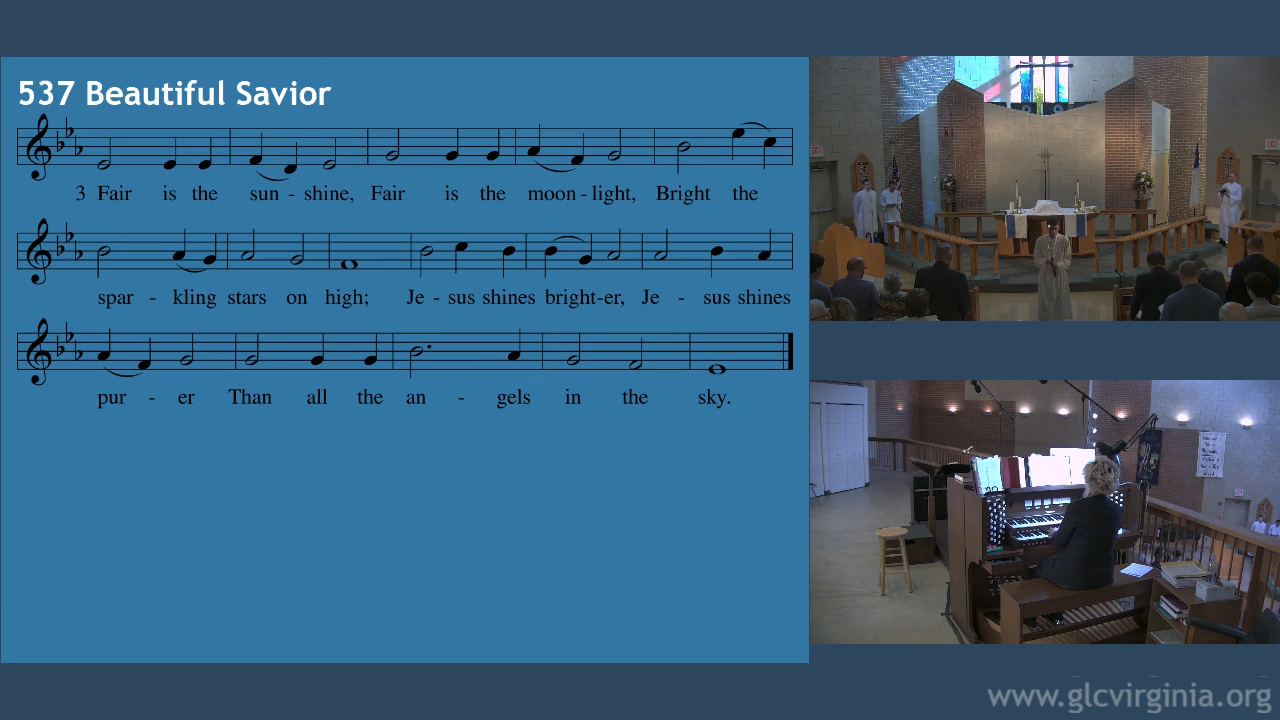 537 Beautiful Savior
3 Fair is the sun - shine, Fair is the moon - light, Bright the
spar - kling stars on high; Je - sus shines bright-er, Je - sus shines
pur - er Than all the an - gels in the sky.
EXIT
www.glcvirginia.org